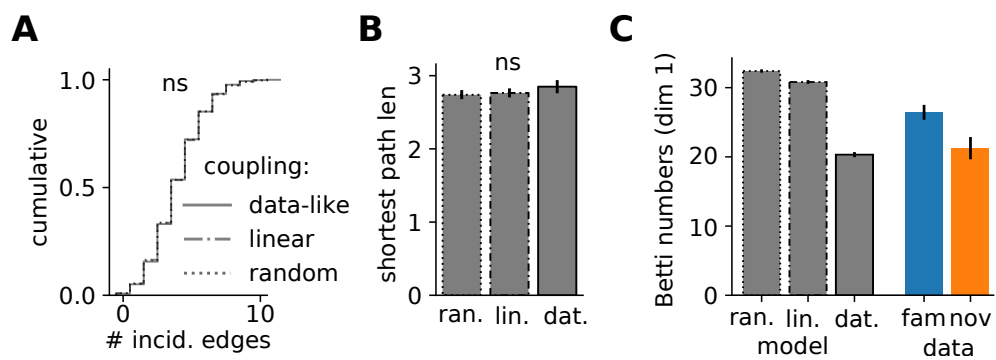 A
cumulative
1.0
0.5
0.0
ns
coupling:
data-like
linear
random
0
10
# incid. edges
B
shortest path len
3
2
1
0
ns
ran.
lin.
dat.
C
Betti numbers (dim 1)
30
20
10
0
ran.
lin.
dat.
fam
nov
model
data